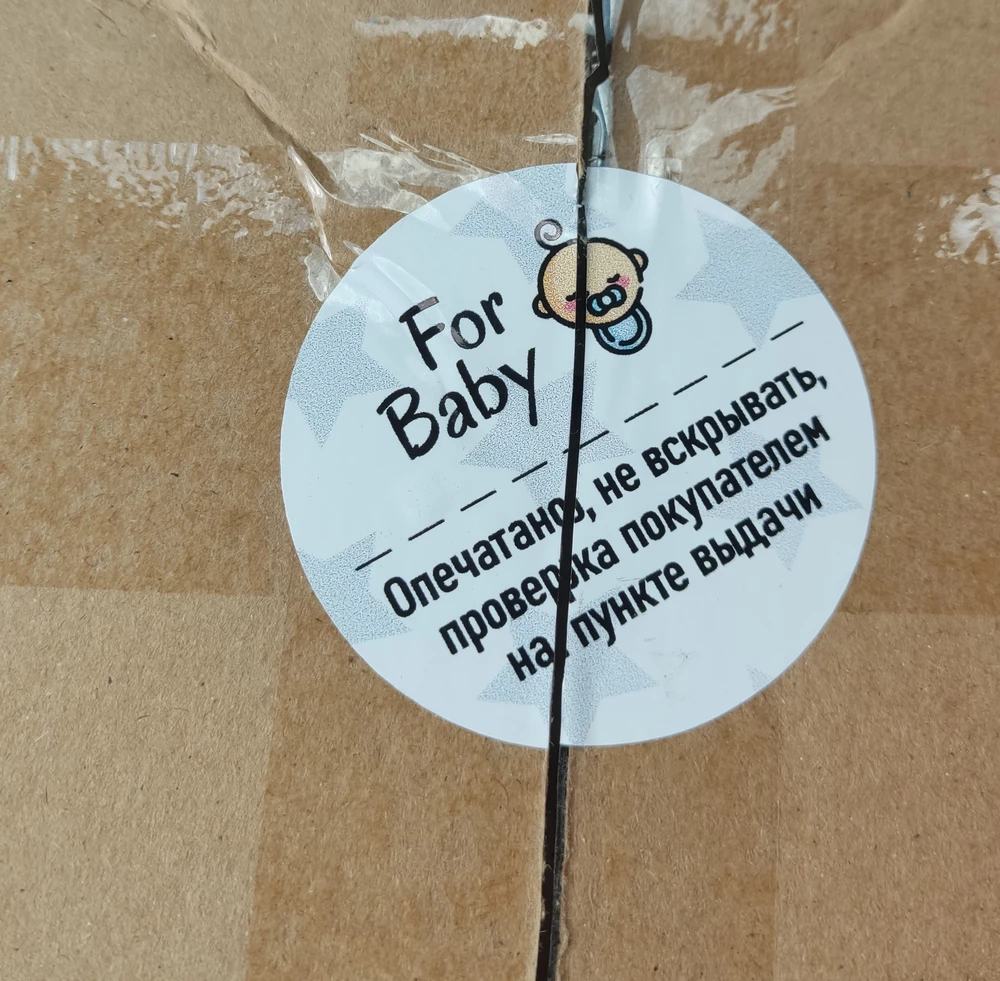 For
Baby
Опечатано, не вскрывать,
проверка покупателем
на пункте выдачи